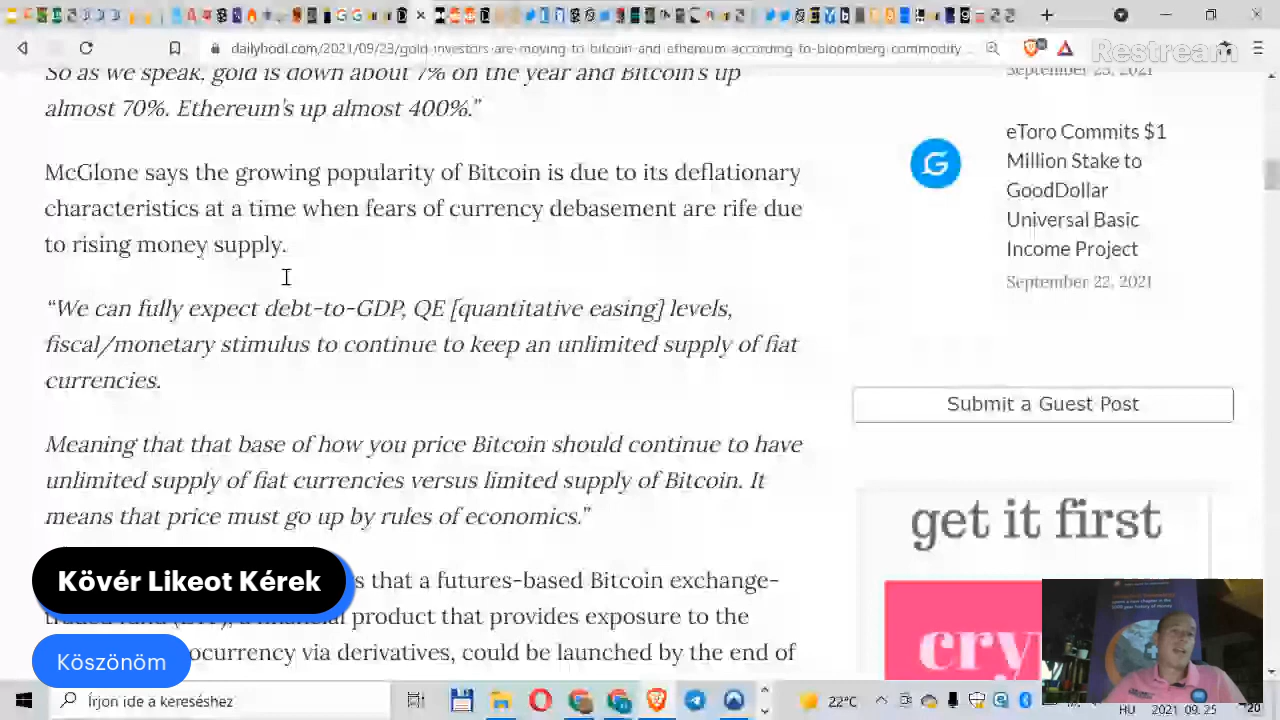 dailyhodl.com/2021/09/23/gold-investors-are-moving-to-bitcoin-and-ethereum-according-to-bloomberg-commodity...
Restream
So as we speak, gold is down about 7% on the year and Bitcoin's up
almost 70%. Ethereum's up almost 400%."
McGlone says the growing popularity of Bitcoin is due to its deflationary
characteristics at a time when fears of currency debasement are rife due
to rising money supply.
“We can fully expect debt-to-GDP, QE [quantitative easing] levels,
fiscal/monetary stimulus to continue to keep an unlimited supply of fiat
currencies.
Meaning that that base of how you price Bitcoin should continue to have
unlimited supply of fiat currencies versus limited supply of Bitcoin. It
means that price must go up by rules of economics.”
s that a futures-based Bitcoin exchange-
financial product that provides exposure to the
ocurrency via derivatives, could be launched by the end of
September 23, 2021
eToro Commits $1
Million Stake to
GoodDollar
Universal Basic
Income Project
September 22, 2021
Submit a Guest Post
get it first
cry
Kövér Likeot Kérek
Köszönöm
Írjon ide a kereséshez
22°C
HU
2021. 09. 25.
20